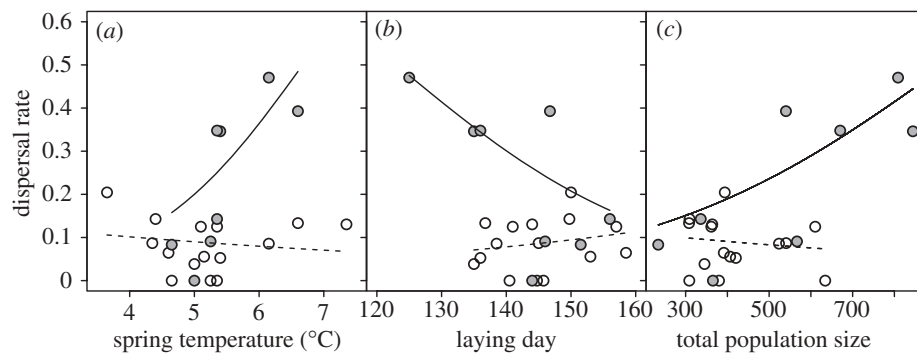 (a) (b) (c)
0.6
0.5
0.4
0.3
0.2
0.1
0
dispersal rate
4 5 6 7 120 130 140 150 160 300 500 700
spring temperature (°C) laying day total population size